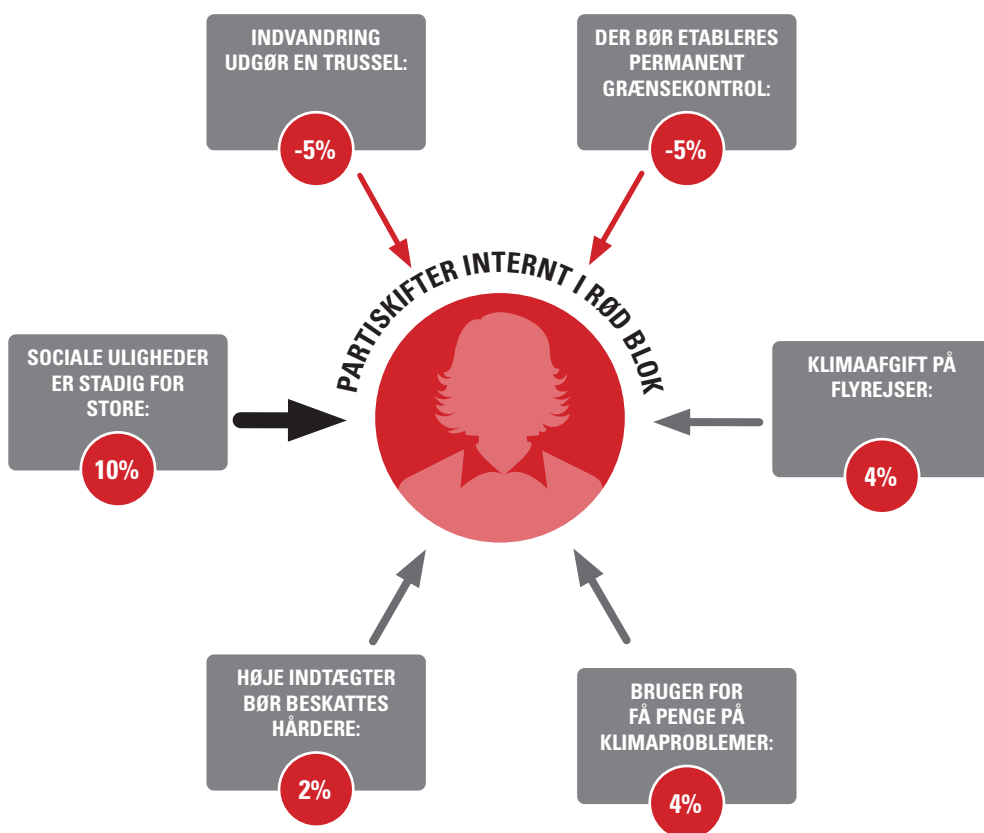 INDVANDRING
UDGØR EN TRUSSEL:
-5%
DER BØR ETABLERES
PERMANENT
GRÆNSEKONTROL:
-5%
PARTISKIFTER INTERNT I RØD BLOK
SOCIALE ULIGHEDER
ER STADIG FOR
STORE:
10%
KLIMAAFGIFT PÅ
FLYREJSER:
4%
HØJE INDTÆGTER
BØR BESKATTES
HÅRDERE:
2%
BRUGER FOR
FÅ PENGE PÅ
KLIMAPROBLEMER:
4%